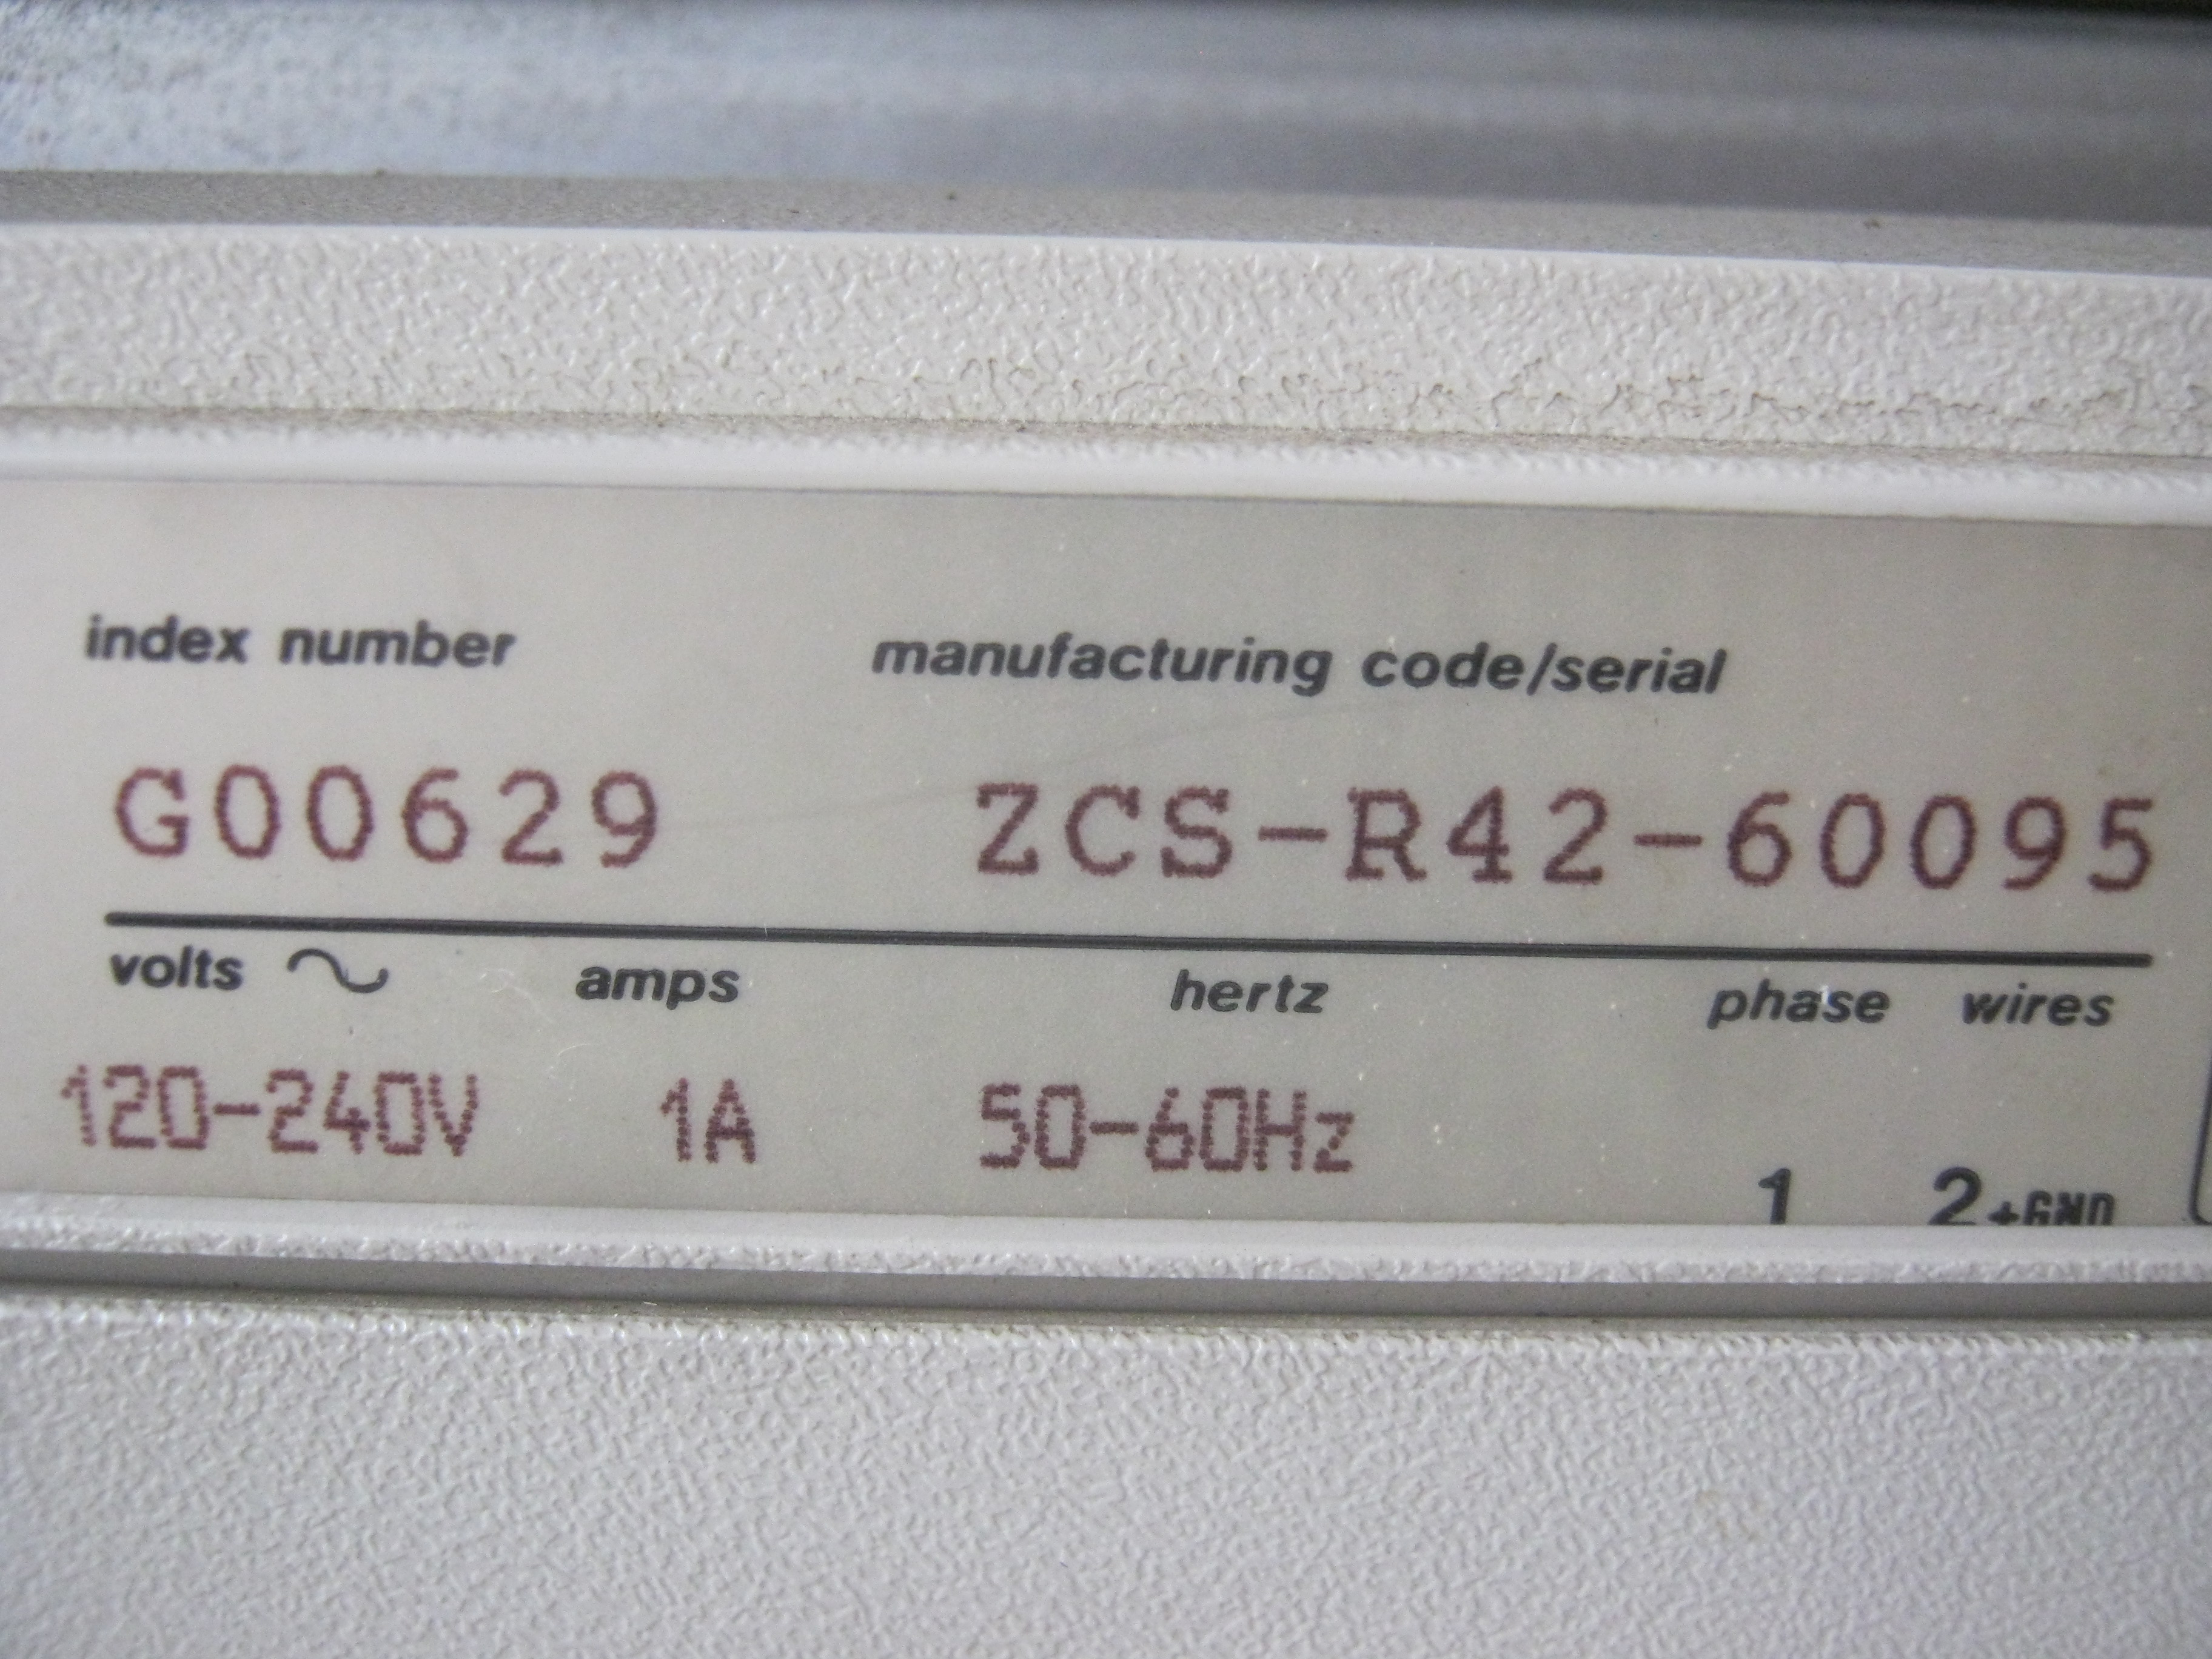 index number manufacturing code/serial
G00629 ZCS-R42-60095
volts ~ amps hertz phase wires
120-240V 1A 50-60Hz
1 2+GND